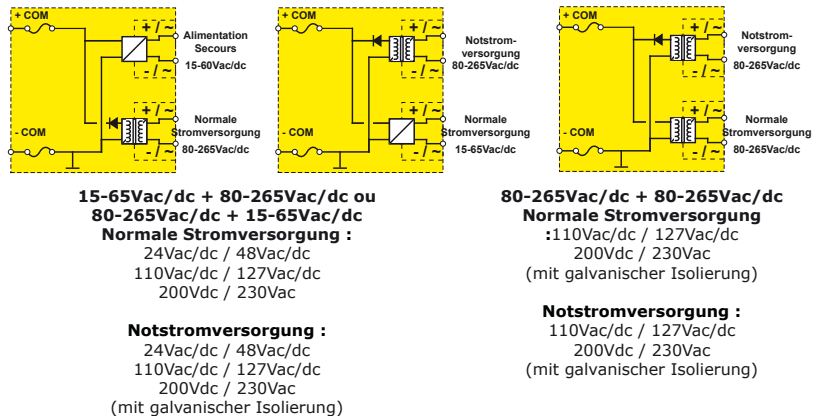 + COM
+ / ~
Alimentation
Secours
15-60Vac/dc
- / ~
+ / ~
Normale
Stromversorgung
80-265Vac/dc
- COM
- / ~
+ COM
+ / ~
Notstrom-
versorgung
80-265Vac/dc
- / ~
+ / ~
Normale
Stromversorgung
15-65Vac/dc
- COM
- / ~
+ COM
+ / ~
Notstrom-
versorgung
80-265Vac/dc
- / ~
+ / ~
Normale
Stromversorgung
80-265Vac/dc
- COM
- / ~
15-65Vac/dc + 80-265Vac/dc ou
80-265Vac/dc + 15-65Vac/dc
Normale Stromversorgung :
24Vac/dc / 48Vac/dc
110Vac/dc / 127Vac/dc
200Vdc / 230Vac
Notstromversorgung :
24Vac/dc / 48Vac/dc
110Vac/dc / 127Vac/dc
200Vdc / 230Vac
(mit galvanischer Isolierung)
80-265Vac/dc + 80-265Vac/dc
Normale Stromversorgung
:110Vac/dc / 127Vac/dc
200Vdc / 230Vac
(mit galvanischer Isolierung)
Notstromversorgung :
110Vac/dc / 127Vac/dc
200Vdc / 230Vac
(mit galvanischer Isolierung)